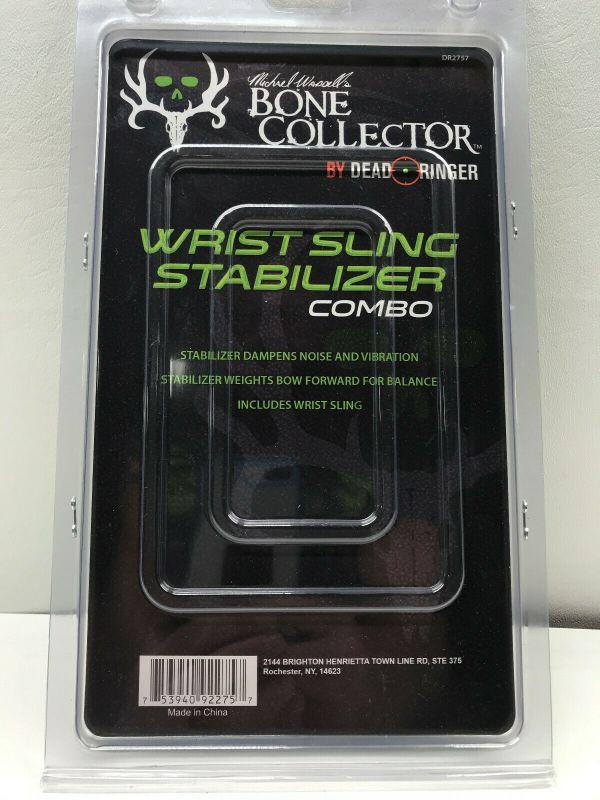 DR2757
Michael Waddell's
BONE
COLLECTOR™
BY DEAD RINGER
WRIST SLING
STABILIZER
COMBO
STABILIZER DAMPENS NOISE AND VIBRATION
STABILIZER WEIGHTS BOW FORWARD FOR BALANCE
INCLUDES WRIST SLING
2144 BRIGHTON HENRIETTA TOWN LINE RD, STE 375
Rochester, NY, 14623
7 53940 92275 7
Made in China